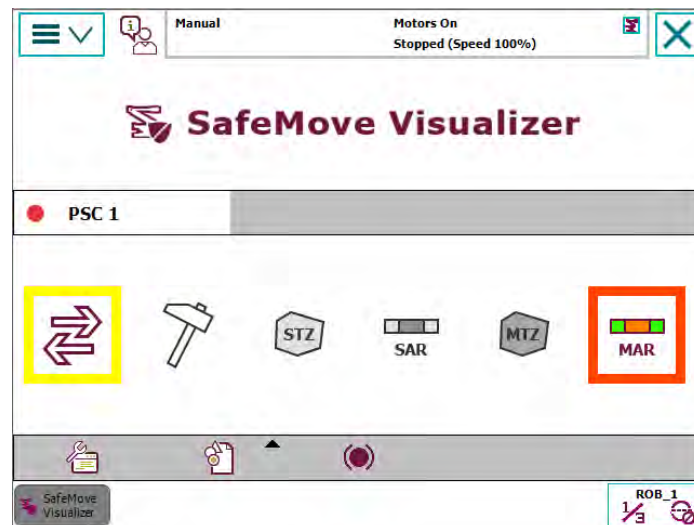 Manual
Motors On
Stopped (Speed 100%)
SafeMove Visualizer
PSC 1
STZ
SAR
MTZ
MAR
SafeMove
Visualizer
ROB_1
1/3